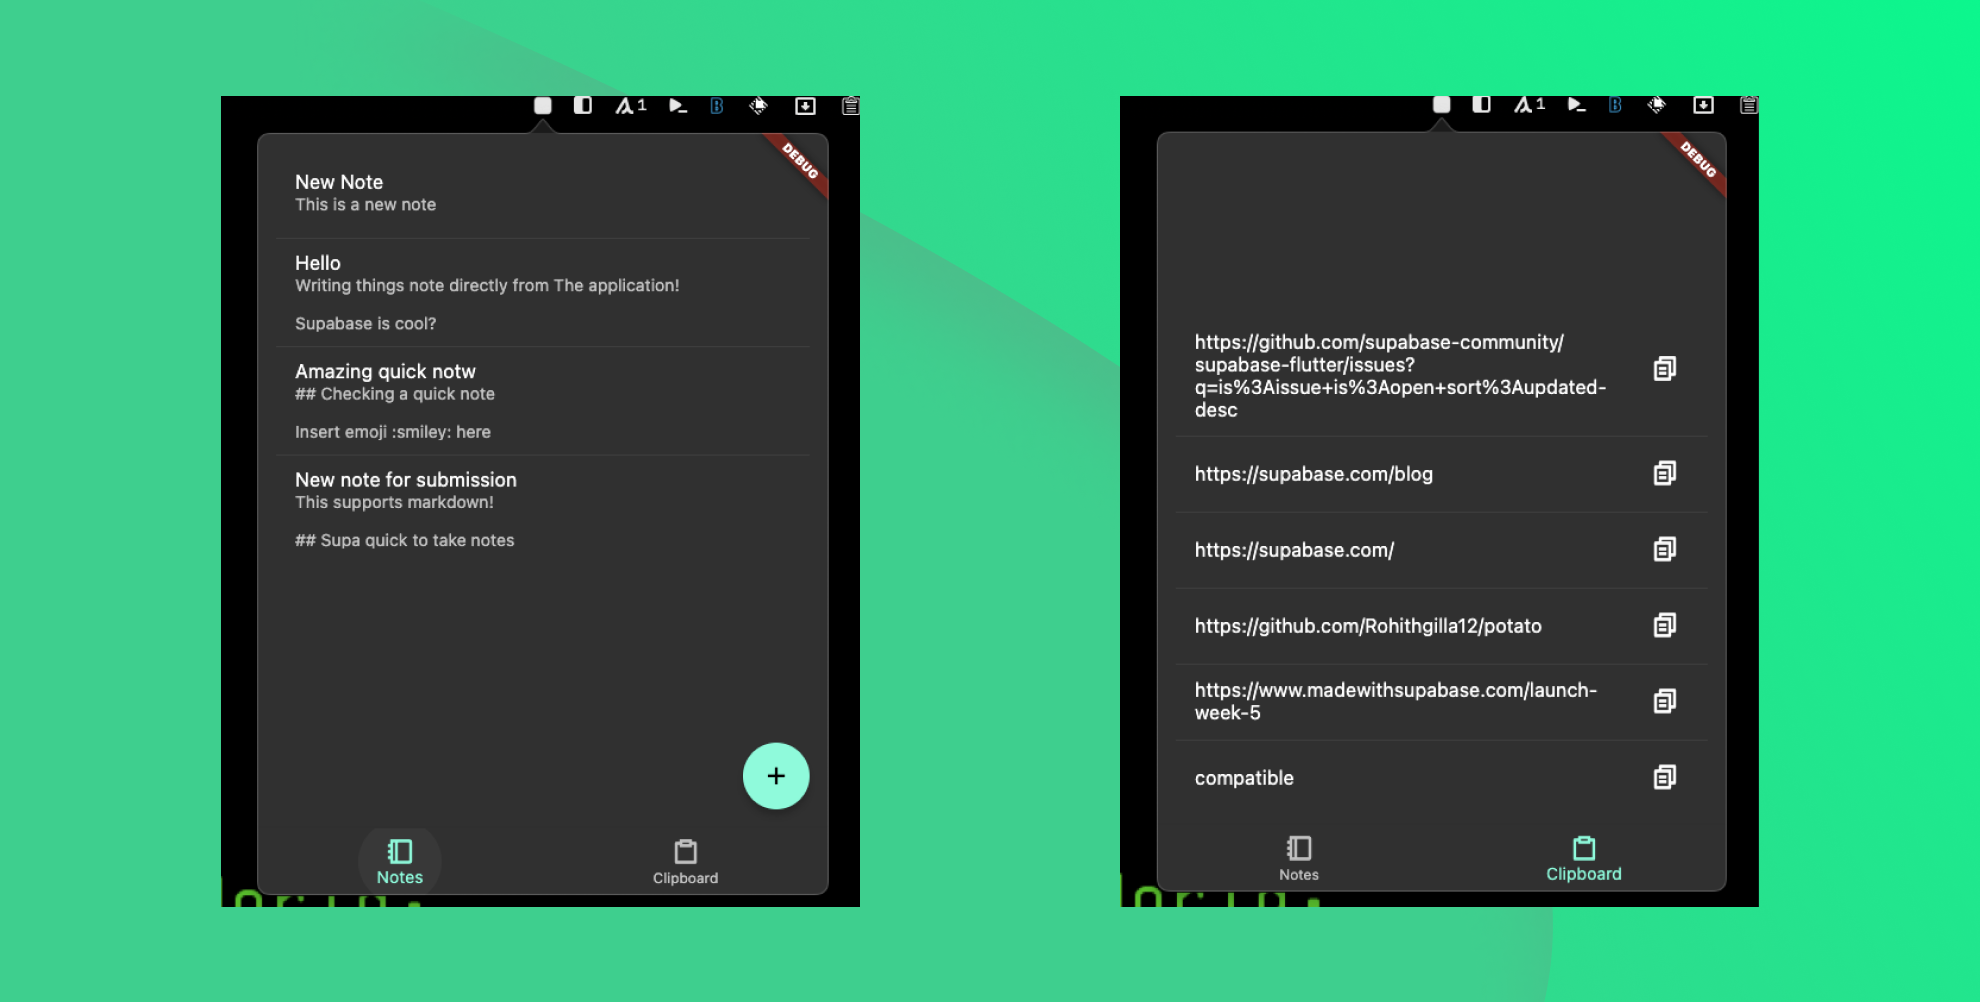 1
DEBUG
New Note
This is a new note
Hello
Writing things note directly from The application!
Supabase is cool?
Amazing quick notw
## Checking a quick note
Insert emoji :smiley: here
New note for submission
This supports markdown!
## Supa quick to take notes
+
Notes
Clipboard
1
DEBUG
https://github.com/supabase-community/
supabase-flutter/issues?
q=is%3Aissue+is%3Aopen+sort%3Aupdated-
desc
https://supabase.com/blog
https://supabase.com/
https://github.com/Rohithgilla12/potato
https://www.madewithsupabase.com/launch-
week-5
compatible
Notes
Clipboard